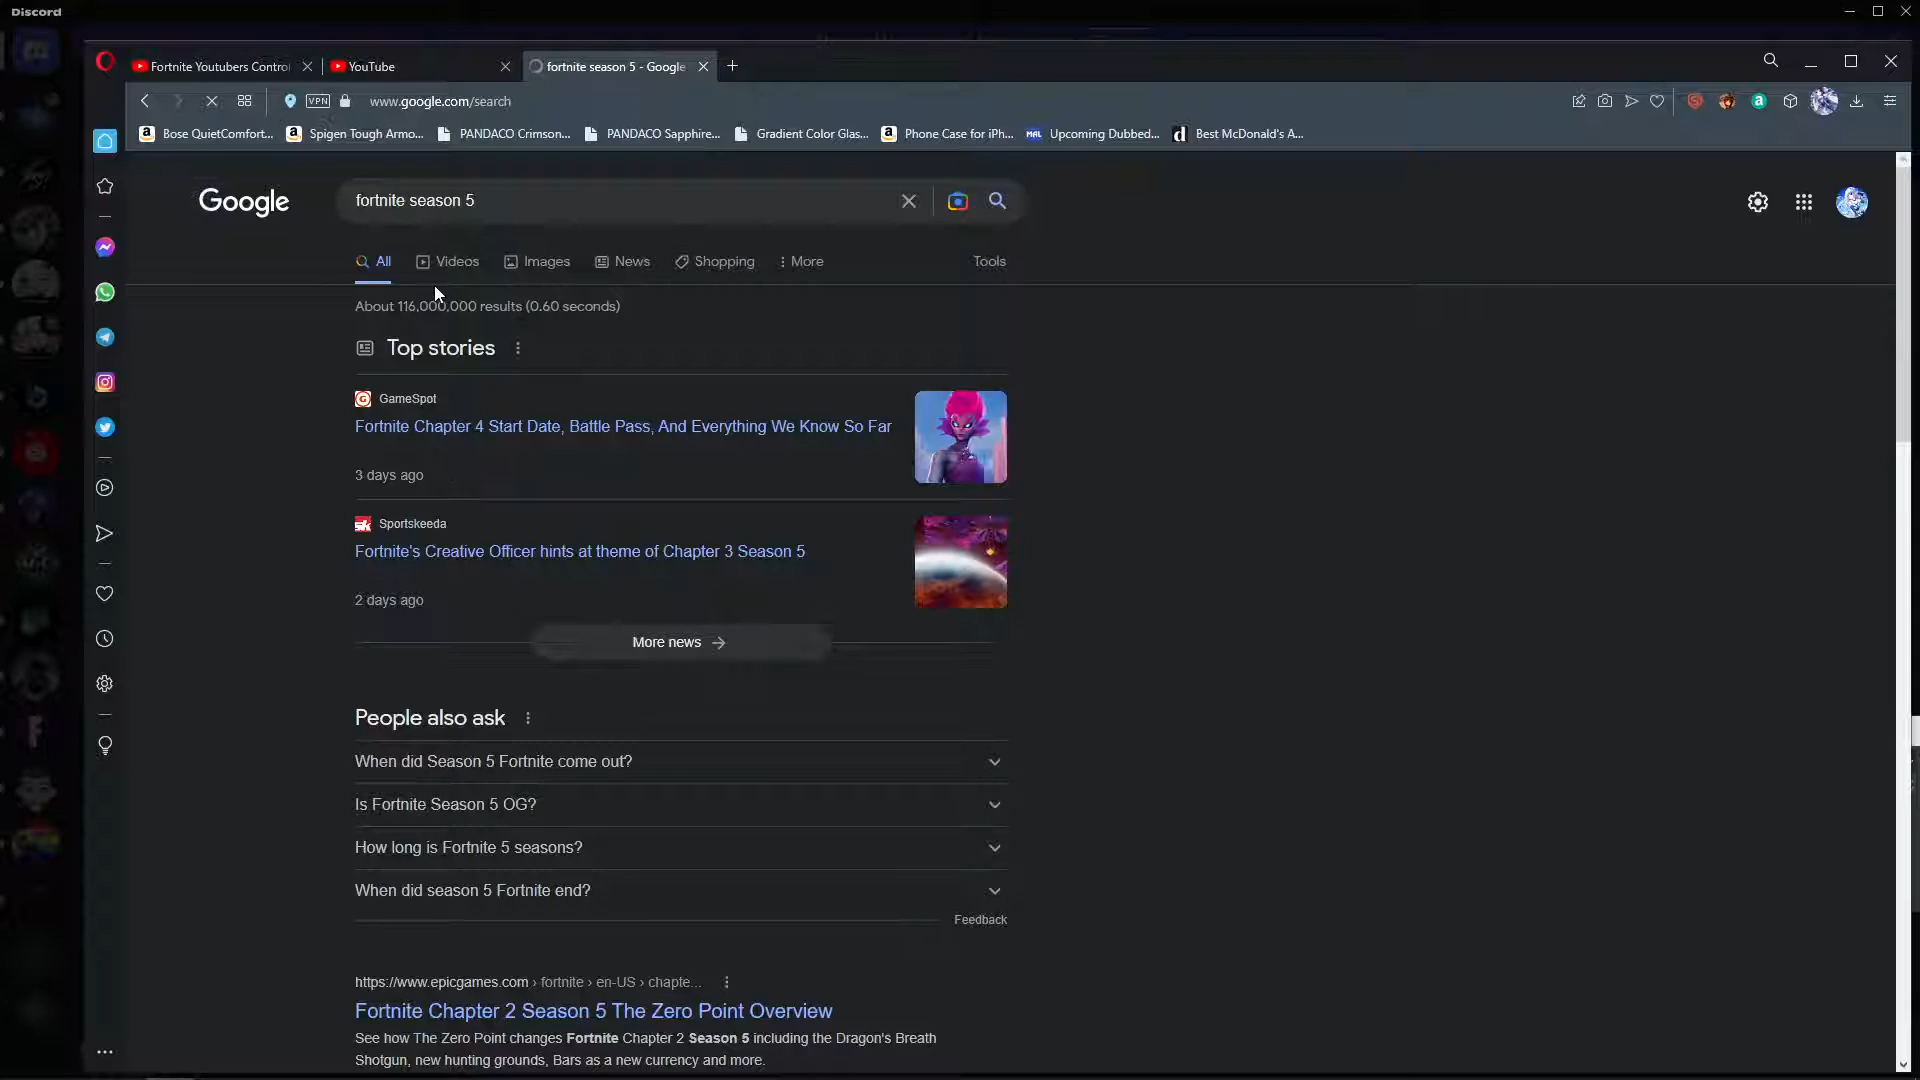 Discord
Fortnite Youtubers Contro
YouTube
fortnite season 5 - Google
VPN
www.google.com/search
Bose QuietComfort...
Spigen Tough Armo...
PANDACO Crimson...
PANDACO Sapphire...
Gradient Color Glas...
Phone Case for iPh...
MAL Upcoming Dubbed...
d Best McDonald's A...
Google
fortnite season 5
All
Videos
Images
News
Shopping
More
Tools
About 116,000,000 results (0.60 seconds)
Top stories
GameSpot
Fortnite Chapter 4 Start Date, Battle Pass, And Everything We Know So Far
3 days ago
sk Sportskeeda
Fortnite's Creative Officer hints at theme of Chapter 3 Season 5
2 days ago
More news
People also ask
When did Season 5 Fortnite come out?
Is Fortnite Season 5 OG?
How long is Fortnite 5 seasons?
When did season 5 Fortnite end?
Feedback
https://www.epicgames.com › fortnite › en-US › chapte...
Fortnite Chapter 2 Season 5 The Zero Point Overview
See how The Zero Point changes Fortnite Chapter 2 Season 5 including the Dragon's Breath
Shotgun, new hunting grounds, Bars as a new currency and more.